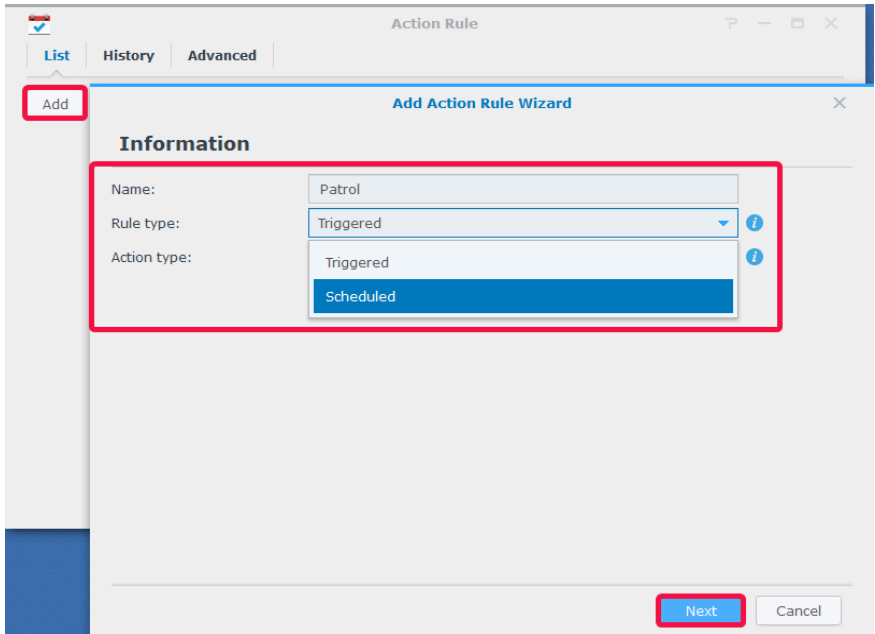 Action Rule
List History Advanced
Add
Add Action Rule Wizard
Information
Name: Patrol
Rule type: Triggered
Action type:
Triggered
Scheduled
Next Cancel